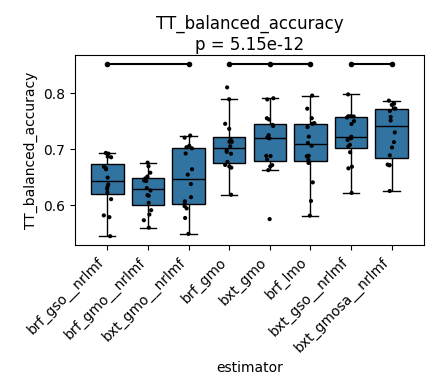 TT_balanced_accuracy
p = 5.15e-12
TT_balanced_accuracy
0.8
0.7
0.6
brf_gso__nrlmf
brf_gmo__nrlmf
bxt_gmo__nrlmf
brf_gmo
bxt_gmo
brf_lmo
bxt_gso__nrlmf
bxt_gmosa__nrlmf
estimator